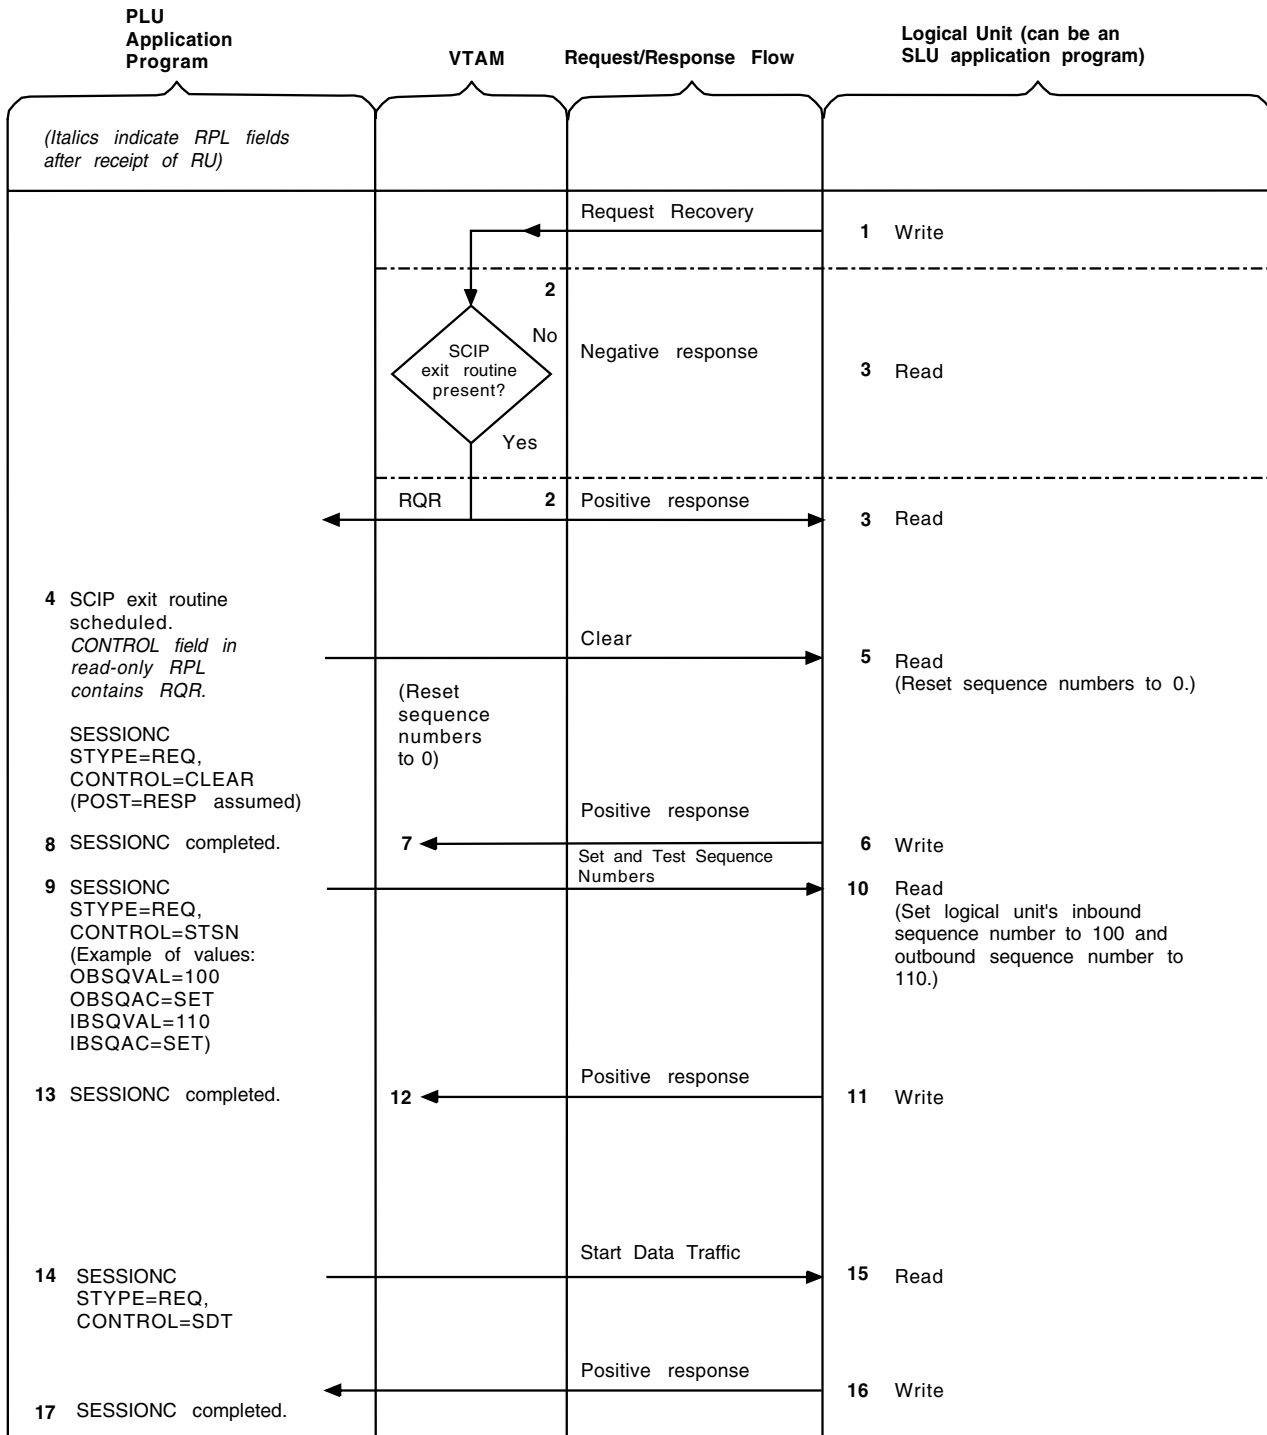 PLU
Application
Program
VTAM
Request/Response Flow
Logical Unit (can be an
SLU application program)
(Italics indicate RPL fields
after receipt of RU)
Request Recovery
1 Write
2
No
SCIP
exit routine
present?
Negative response
3 Read
Yes
RQR
2 Positive response
3 Read
4 SCIP exit routine
scheduled.
CONTROL field in
read-only RPL
contains RQR.
SESSIONC
STYPE=REQ,
CONTROL=CLEAR
(POST=RESP assumed)
(Reset
sequence
numbers
to 0)
Clear
5 Read
(Reset sequence numbers to 0.)
Positive response
8 SESSIONC completed.
7
6 Write
Set and Test Sequence
Numbers
9 SESSIONC
STYPE=REQ,
CONTROL=STSN
(Example of values:
OBSQVAL=100
OBSQAC=SET
IBSQVAL=110
IBSQAC=SET)
10 Read
(Set logical unit's inbound
sequence number to 100 and
outbound sequence number to
110.)
Positive response
13 SESSIONC completed.
12
11 Write
Start Data Traffic
14 SESSIONC
STYPE=REQ,
CONTROL=SDT
15 Read
Positive response
16 Write
17 SESSIONC completed.